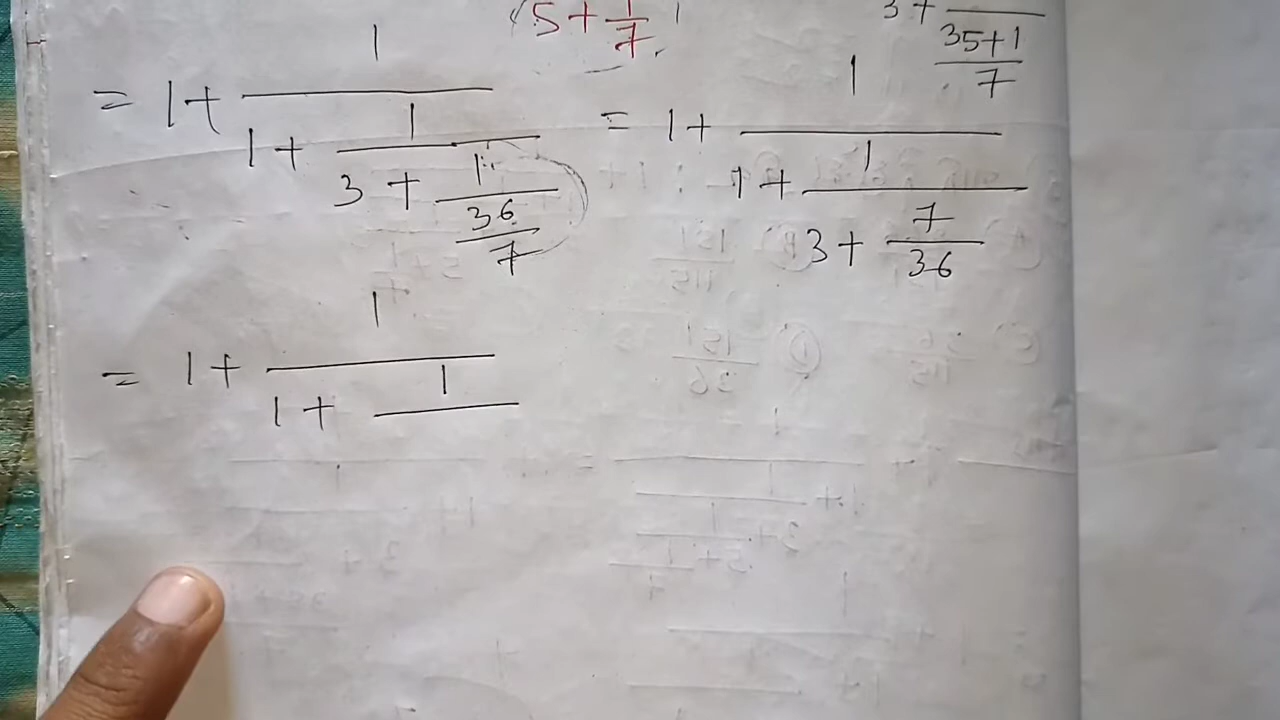 (5 + 1/7)
3 + ―/((35+1)/7)
= 1 + 1/(1 + 1/(3 + 1/(36/7)))
= 1 + 1/(1 + 1/(3 + 7/36))
= 1 + 1/(1 + 1/